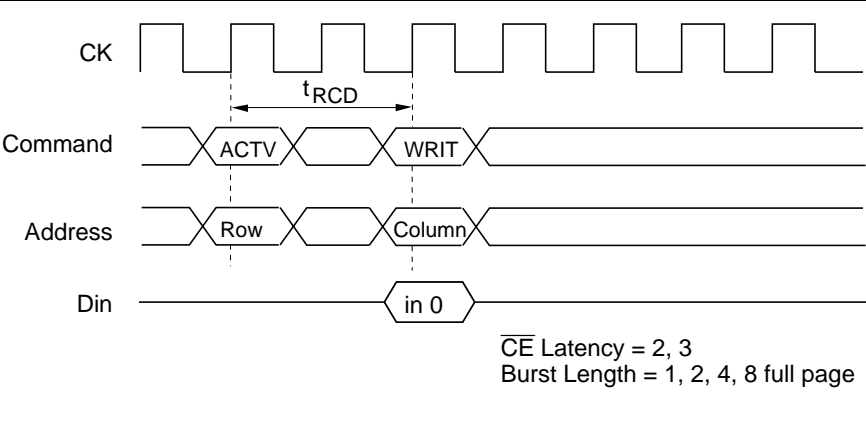 CK
tRCD
Command ACTV WRIT
Address Row Column
Din in 0
CE Latency = 2, 3
Burst Length = 1, 2, 4, 8 full page